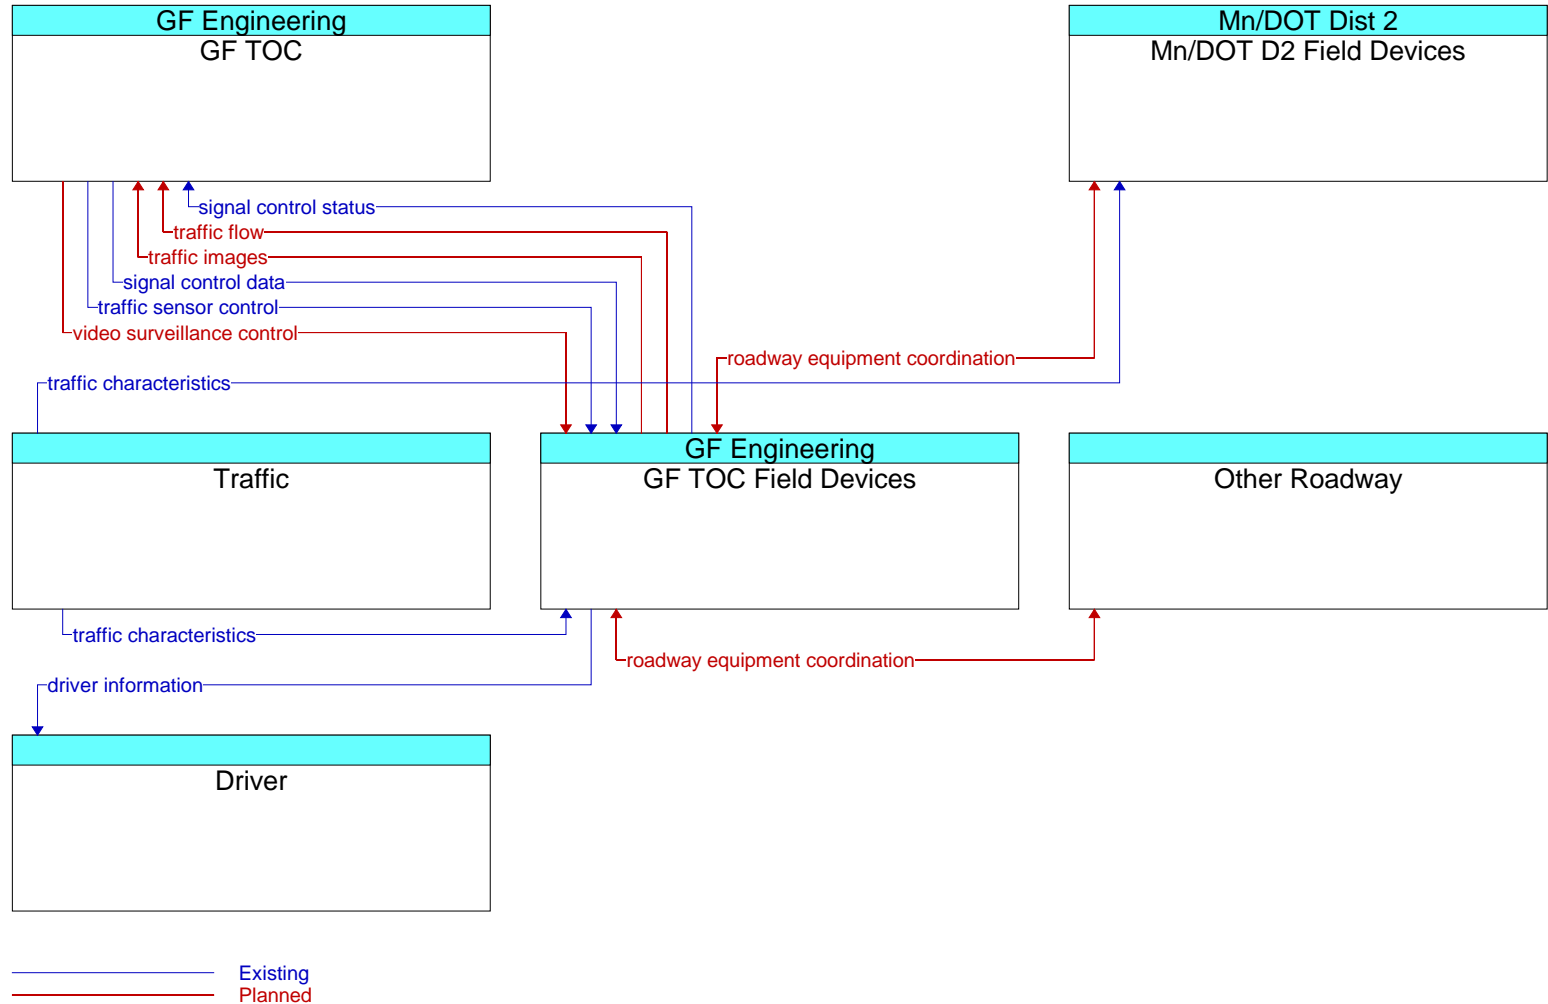 GF Engineering
GF TOC
Mn/DOT Dist 2
Mn/DOT D2 Field Devices
signal control status
traffic flow
traffic images
signal control data
traffic sensor control
video surveillance control
roadway equipment coordination
traffic characteristics
Traffic
GF Engineering
GF TOC Field Devices
Other Roadway
traffic characteristics
roadway equipment coordination
driver information
Driver
Existing
Planned